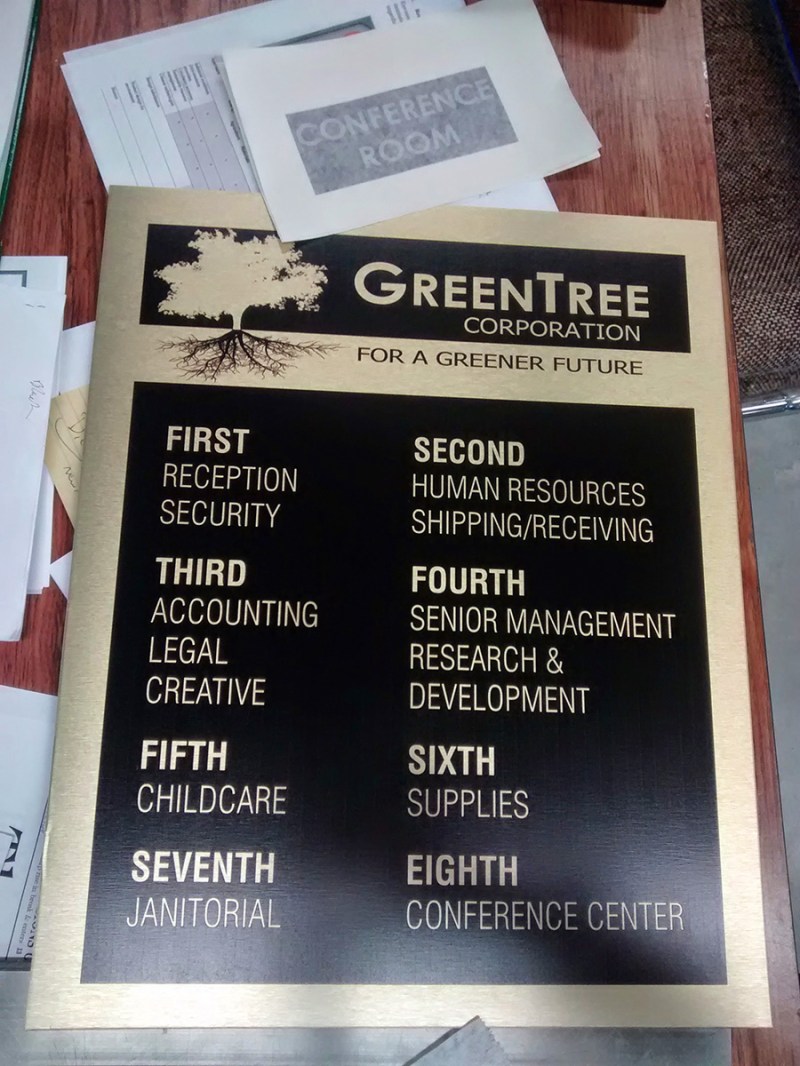 CONFERENCE
ROOM
GREENTREE
CORPORATION
FOR A GREENER FUTURE
FIRST
RECEPTION
SECURITY
SECOND
HUMAN RESOURCES
SHIPPING/RECEIVING
THIRD
ACCOUNTING
LEGAL
CREATIVE
FOURTH
SENIOR MANAGEMENT
RESEARCH &
DEVELOPMENT
FIFTH
CHILDCARE
SIXTH
SUPPLIES
SEVENTH
JANITORIAL
EIGHTH
CONFERENCE CENTER